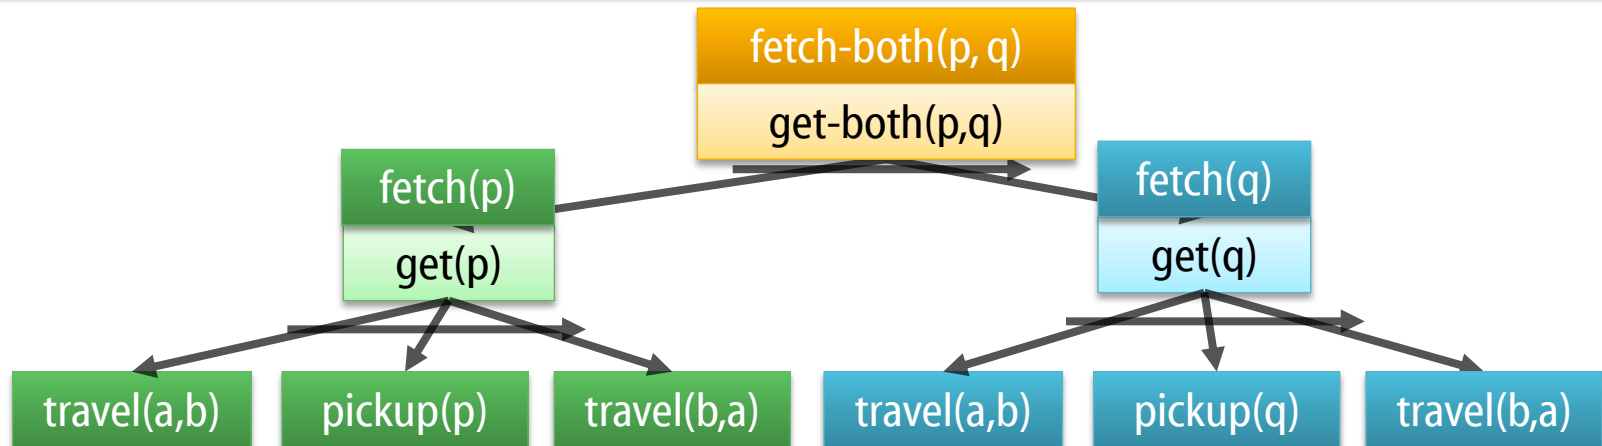 fetch-both(p, q)
get-both(p,q)
fetch(p)
get(p)
fetch(q)
get(q)
travel(a,b)
pickup(p)
travel(b,a)
travel(a,b)
pickup(q)
travel(b,a)